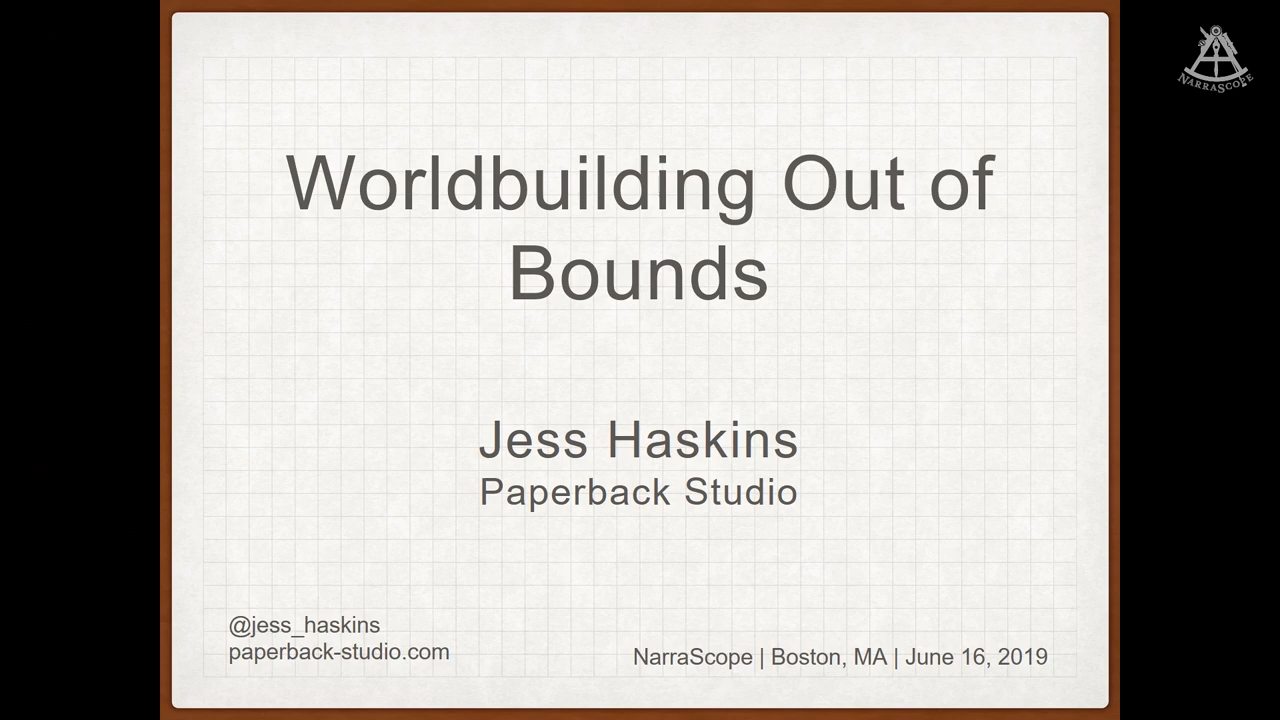 Worldbuilding Out of
Bounds
Jess Haskins
Paperback Studio
@jess_haskins
paperback-studio.com
NarraScope | Boston, MA | June 16, 2019
NARRASCOPE